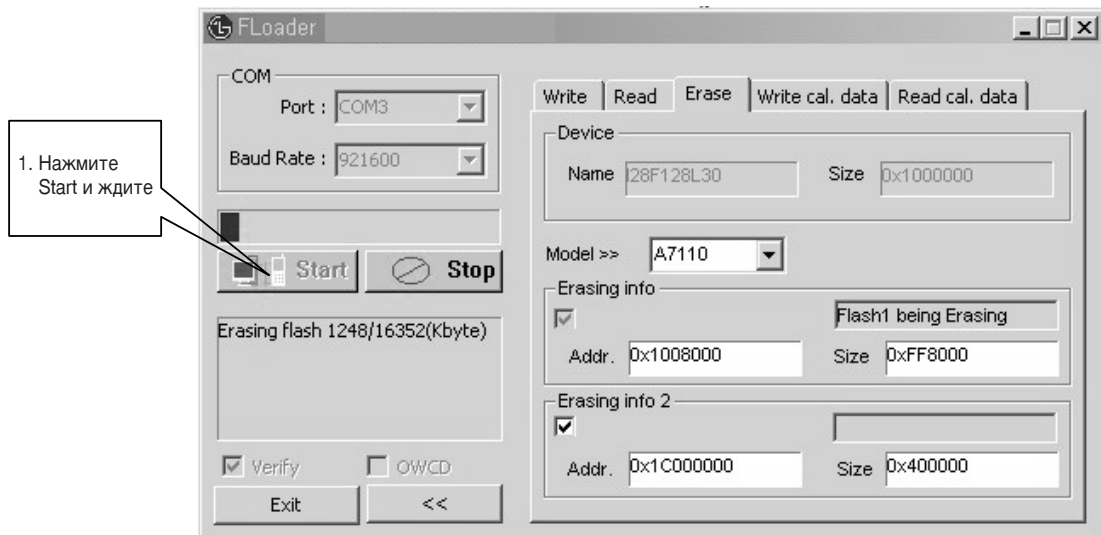 FLoader
COM
Port : COM3
Baud Rate : 921600
1. Нажмите
Start и ждите
Start
Stop
Erasing flash 1248/16352(Kbyte)
Verify
OWCD
Exit
<<
Write Read Erase Write cal. data Read cal. data
Device
Name I28F128L30 Size 0x1000000
Model >> A7110
Erasing info
Flash1 being Erasing
Addr. 0x1008000 Size 0xFF8000
Erasing info 2
Addr. 0x1C000000 Size 0x400000